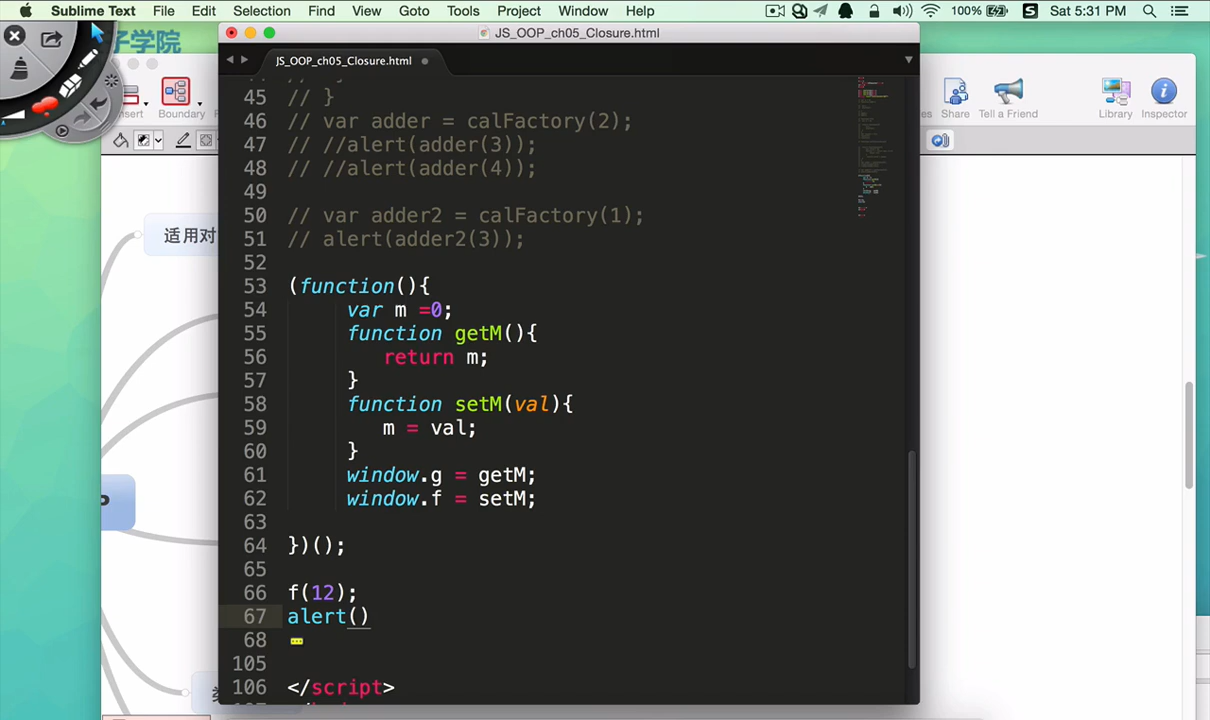 Sublime Text File Edit Selection Find View Goto Tools Project Window Help 100% Sat 5:31 PM
子学院
JS_OOP_ch05_Closure.html
JS_OOP_ch05_Closure.html
Boundary
Share Tell a Friend Library Inspector
适用对
45 // }
46 // var adder = calFactory(2);
47 // //alert(adder(3));
48 // //alert(adder(4));
49
50 // var adder2 = calFactory(1);
51 // alert(adder2(3));
52
53 (function(){
54 var m =0;
55 function getM(){
56 return m;
57 }
58 function setM(val){
59 m = val;
60 }
61 window.g = getM;
62 window.f = setM;
63
64 })();
65
66 f(12);
67 alert()
68
105
106 </script>